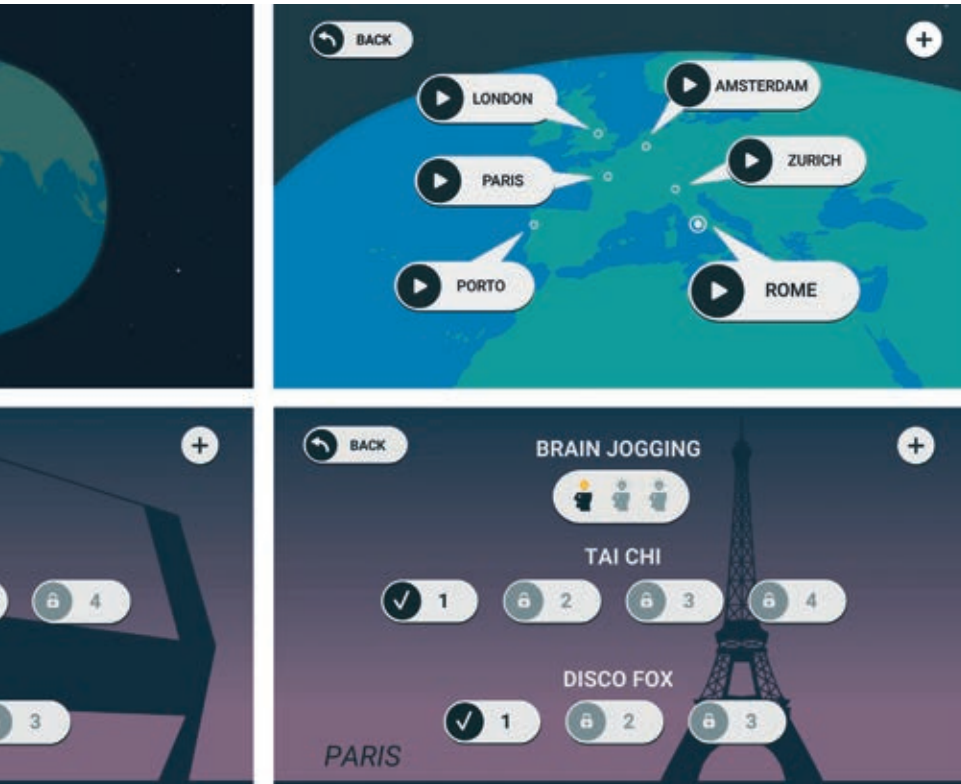 BACK
LONDON
AMSTERDAM
PARIS
ZURICH
PORTO
ROME
4
3
BACK
BRAIN JOGGING
TAI CHI
1 2 3 4
DISCO FOX
1 2 3
PARIS